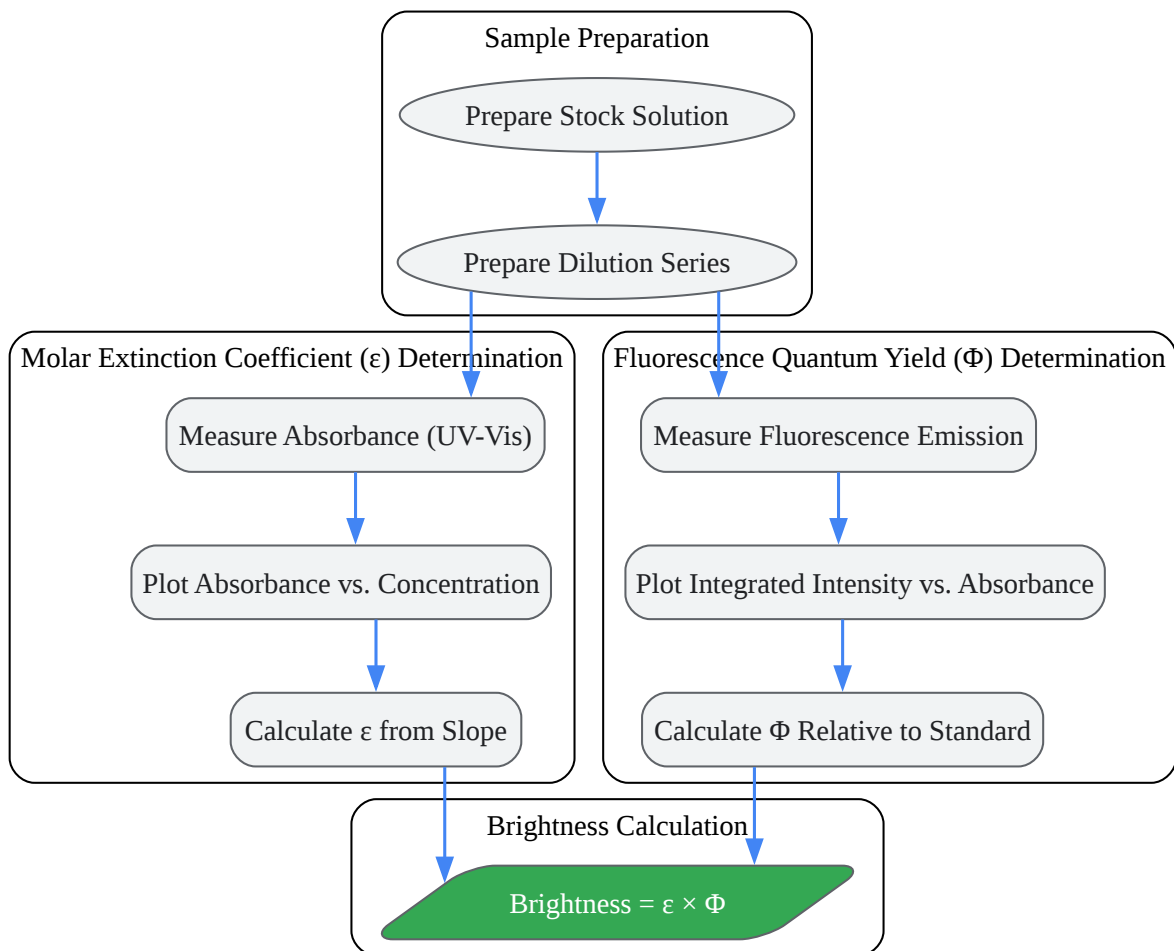 Sample Preparation
Prepare Stock Solution
Prepare Dilution Series
Molar Extinction Coefficient (ε) Determination
Measure Absorbance (UV-Vis)
Plot Absorbance vs. Concentration
Calculate ε from Slope
Fluorescence Quantum Yield (Φ) Determination
Measure Fluorescence Emission
Plot Integrated Intensity vs. Absorbance
Calculate Φ Relative to Standard
Brightness Calculation
Brightness = ε × Φ